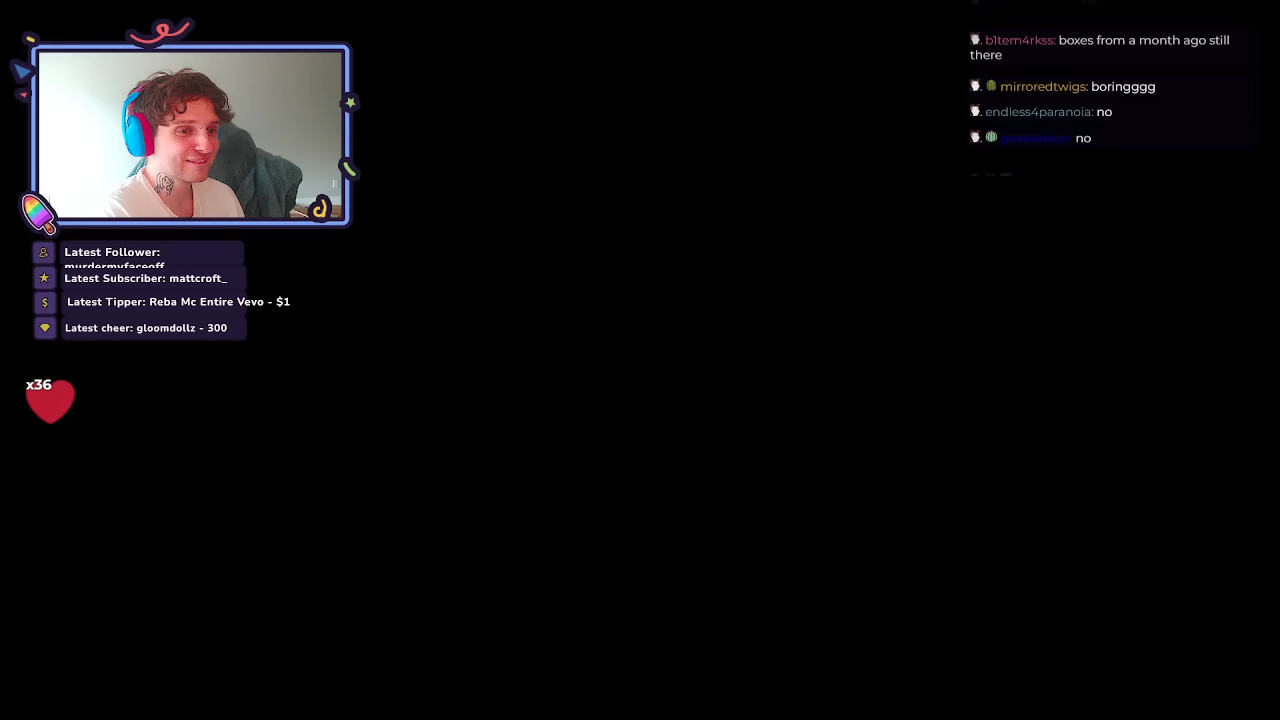 b1tem4rkss: boxes from a month ago still
there
mirroredtwigs: boringggg
endless4paranoia: no
no
Latest Follower:
murdermyfaceoff
Latest Subscriber: mattcroft_
Latest Tipper: Reba Mc Entire Vevo - $1
Latest cheer: gloomdollz - 300
x36